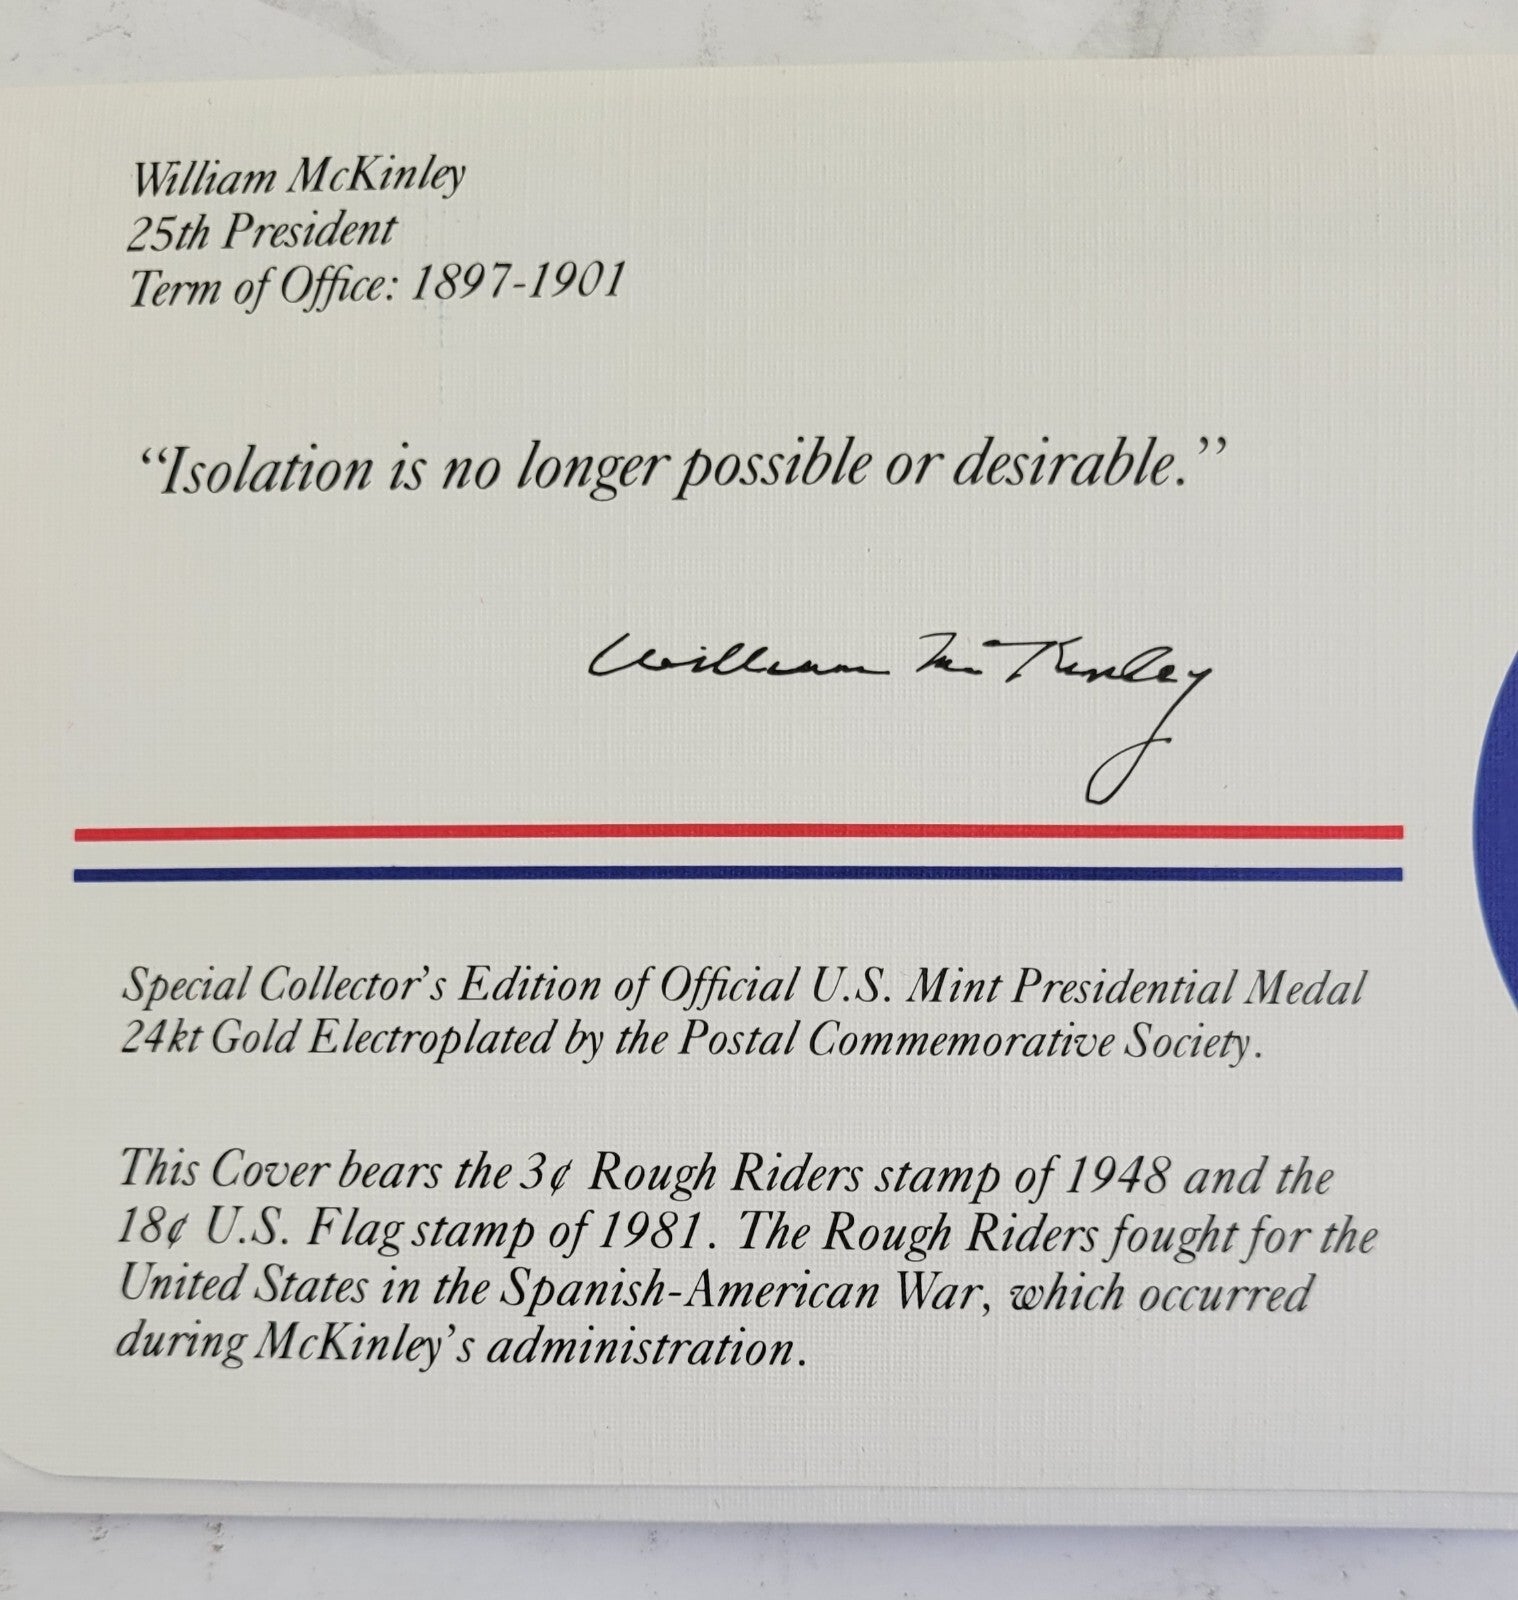 William McKinley
25th President
Term of Office: 1897-1901
“Isolation is no longer possible or desirable.”
William McKinley
Special Collector’s Edition of Official U.S. Mint Presidential Medal
24kt Gold Electroplated by the Postal Commemorative Society.
This Cover bears the 3¢ Rough Riders stamp of 1948 and the
18¢ U.S. Flag stamp of 1981. The Rough Riders fought for the
United States in the Spanish-American War, which occurred
during McKinley’s administration.